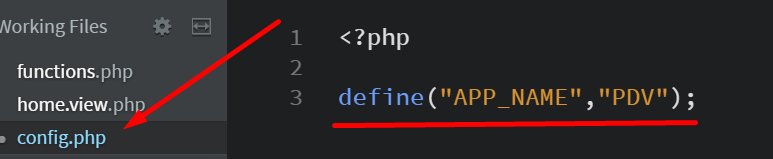 Working Files
functions.php
home.view.php
config.php
1 <?php
2
3 define("APP_NAME","PDV");